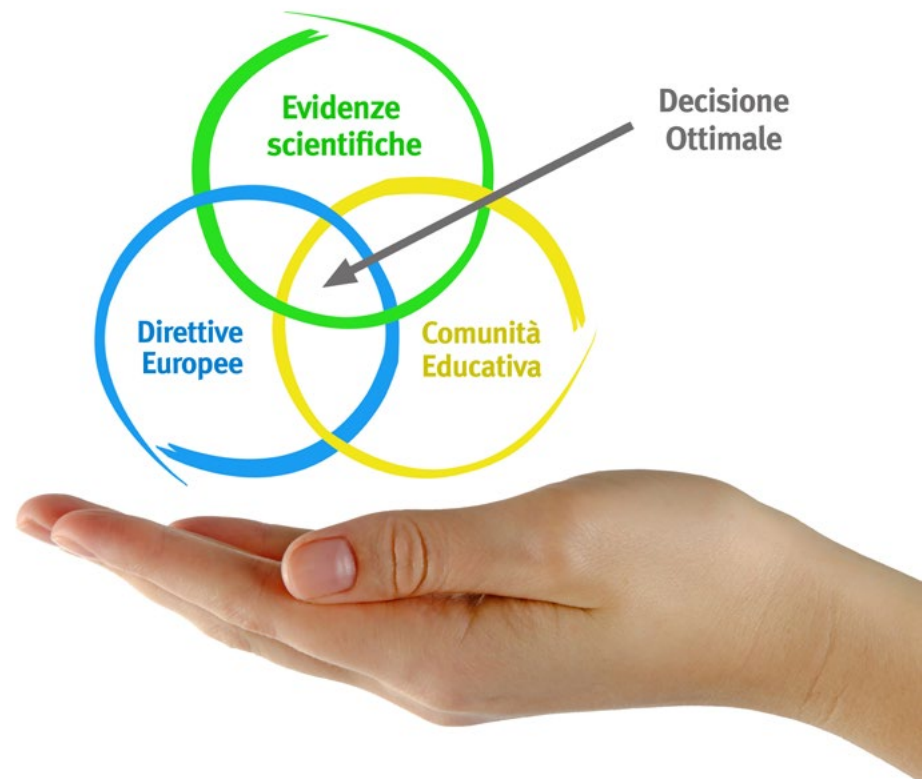 Evidenze
scientifiche
Decisione
Ottimale
Direttive
Europee
Comunità
Educativa